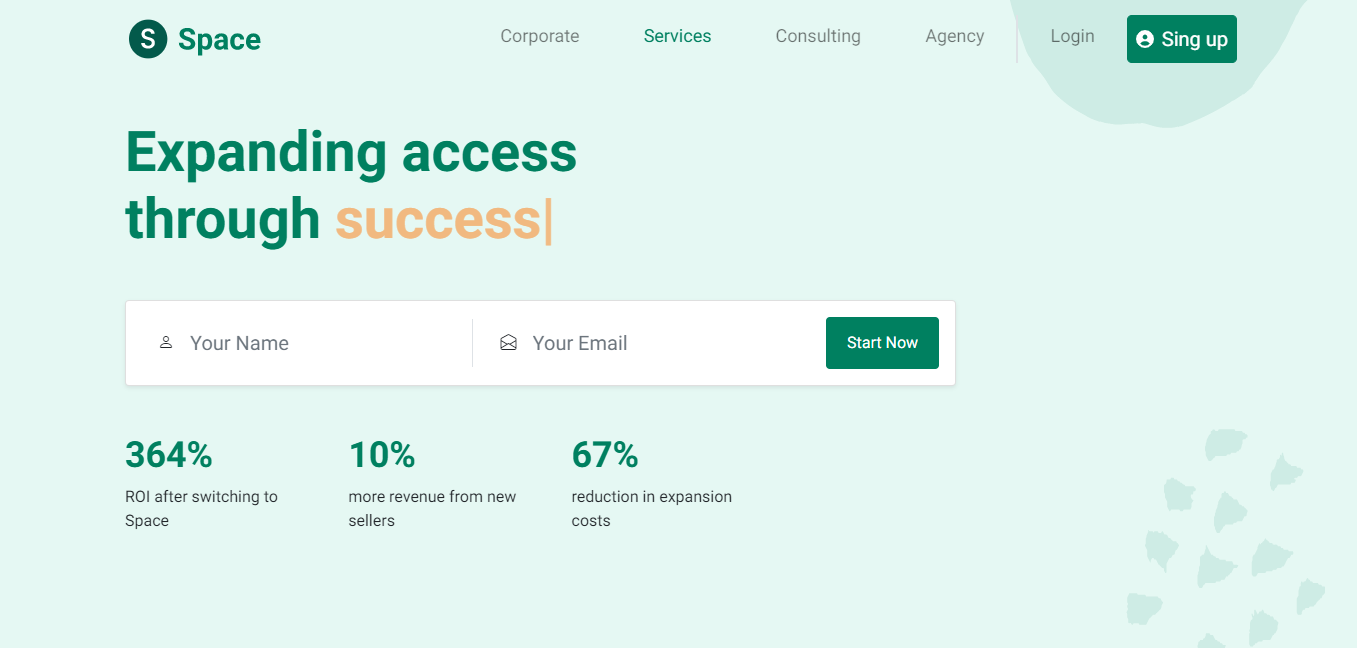 S Space
Corporate Services Consulting Agency Login Sing up
Expanding access
through success|
Your Name Your Email Start Now
364% 10% 67%
ROI after switching to more revenue from new reduction in expansion
Space sellers costs